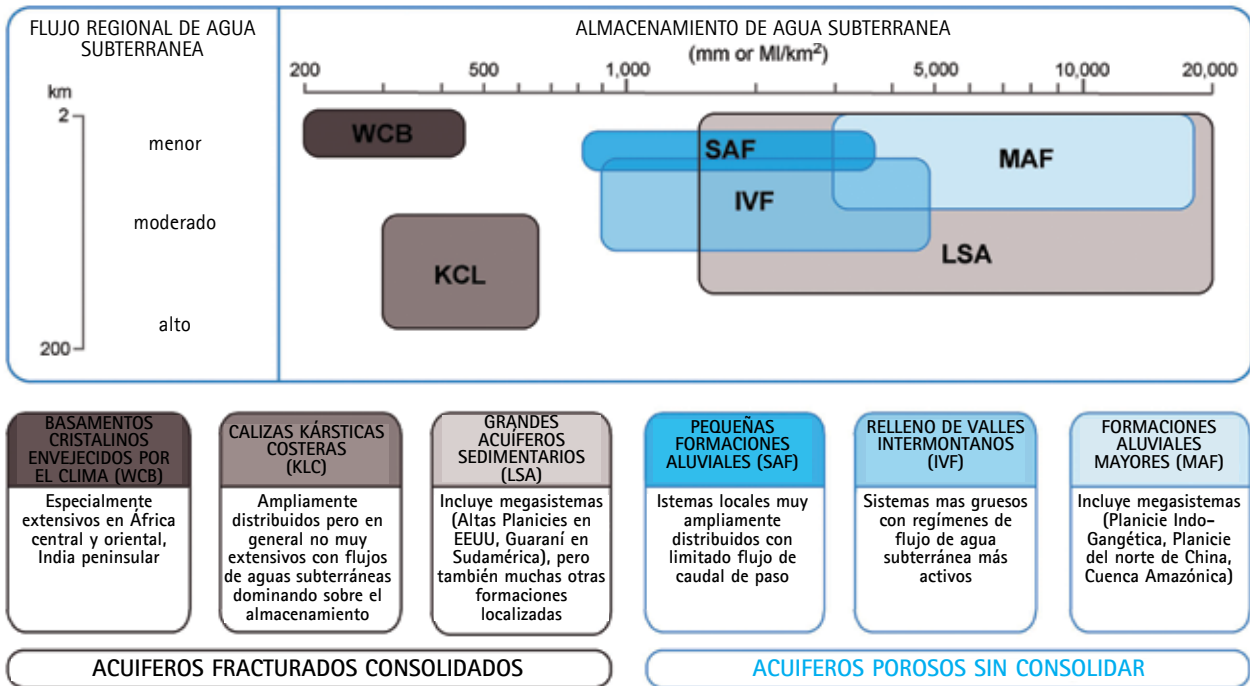 FLUJO REGIONAL DE AGUA
SUBTERRANEA
ALMACENAMIENTO DE AGUA SUBTERRANEA
(mm or Ml/km²)
200
500
1,000
5,000
10,000
20,000
km
2
menor
moderado
alto
200
WCB
SAF
MAF
IVF
LSA
KCL
BASAMENTOS
CRISTALINOS
ENVEJECIDOS POR
EL CLIMA (WCB)
Especialmente
extensivos en África
central y oriental,
India peninsular
CALIZAS KÁRSTICAS
COSTERAS
(KLC)
Ampliamente
distribuidos pero en
general no muy
extensivos con flujos
de aguas subterráneas
dominando sobre el
almacenamiento
GRANDES
ACUÍFEROS
SEDIMENTARIOS
(LSA)
Incluye megasistemas
(Altas Planicies en
EEUU, Guaraní en
Sudamérica), pero
también muchas otras
formaciones
localizadas
PEQUEÑAS
FORMACIONES
ALUVIALES (SAF)
Istemas locales muy
ampliamente
distribuidos con
limitado flujo de
caudal de paso
RELLENO DE VALLES
INTERMONTANOS
(IVF)
Sistemas mas gruesos
con regímenes de
flujo de agua
subterránea más
activos
FORMACIONES
ALUVIALES
MAYORES (MAF)
Incluye megasistemas
(Planicie Indo-
Gangética, Planicie
del norte de China,
Cuenca Amazónica)
ACUIFEROS FRACTURADOS CONSOLIDADOS
ACUIFEROS POROSOS SIN CONSOLIDAR